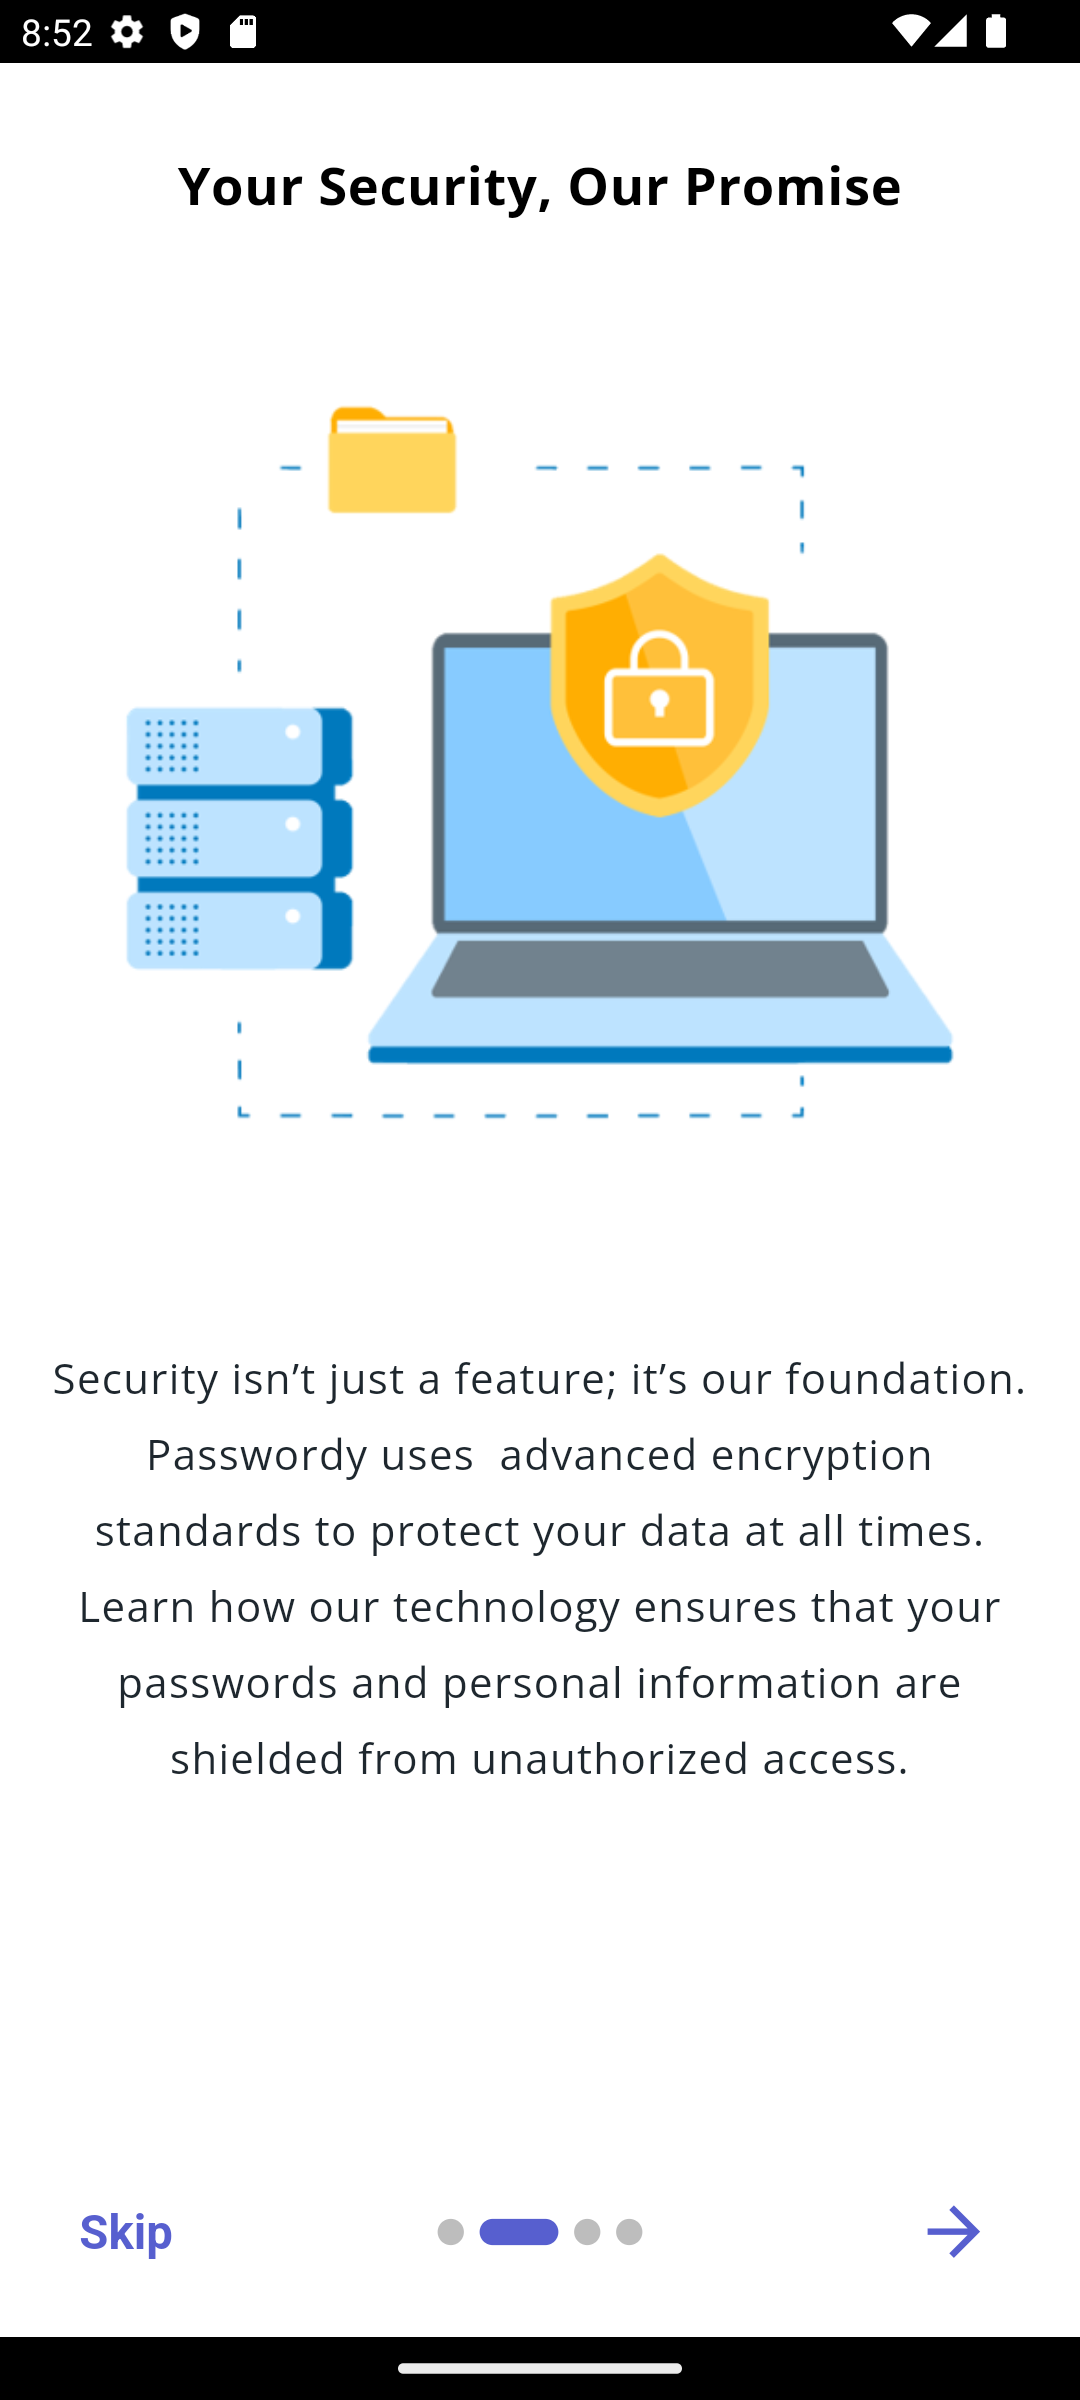 8:52
Your Security, Our Promise
Security isn’t just a feature; it’s our foundation.
Passwordy uses  advanced encryption
standards to protect your data at all times.
Learn how our technology ensures that your
passwords and personal information are
shielded from unauthorized access.
Skip